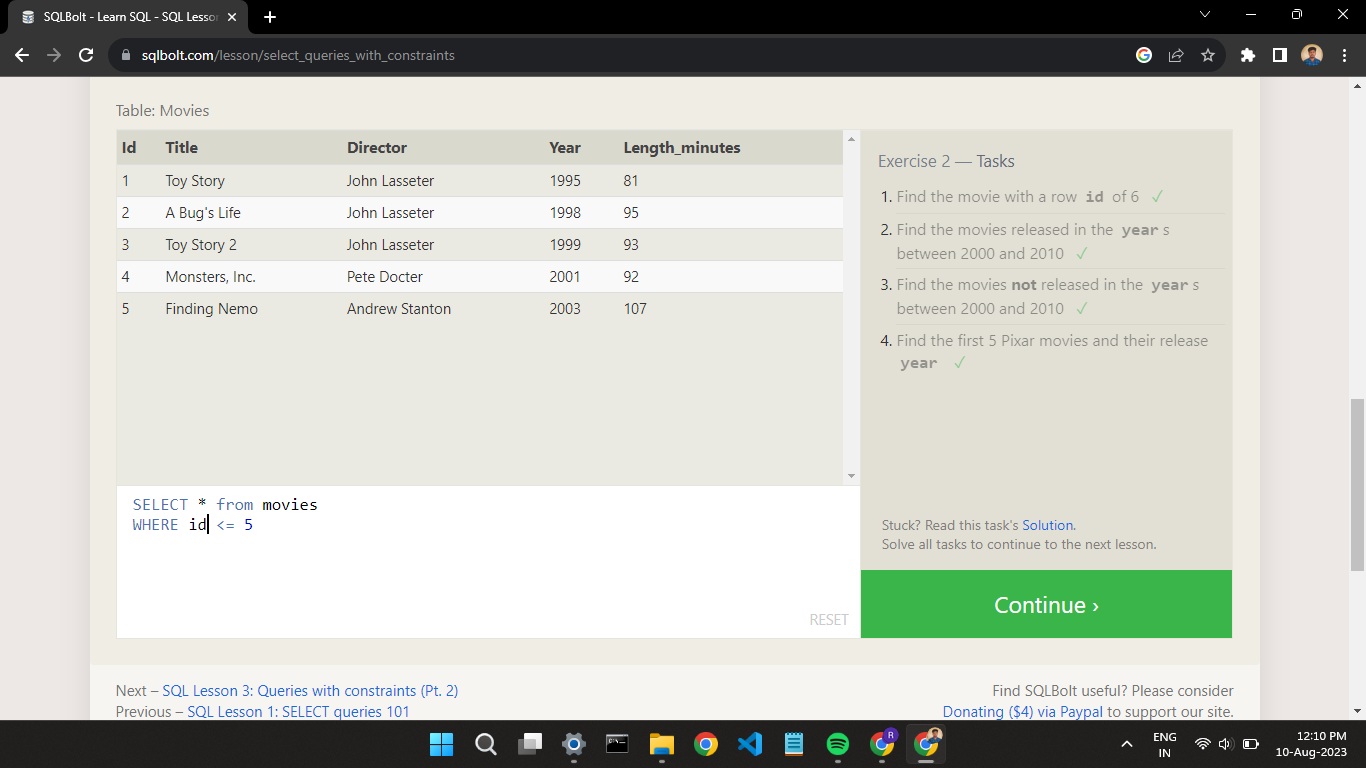 SQLBolt - Learn SQL - SQL Lesson
sqlbolt.com/lesson/select_queries_with_constraints
Table: Movies
Id Title Director Year Length_minutes
1 Toy Story John Lasseter 1995 81
2 A Bug's Life John Lasseter 1998 95
3 Toy Story 2 John Lasseter 1999 93
4 Monsters, Inc. Pete Docter 2001 92
5 Finding Nemo Andrew Stanton 2003 107
SELECT * from movies
WHERE id <= 5
RESET
Exercise 2 — Tasks
1. Find the movie with a row id of 6 ✓
2. Find the movies released in the year s
between 2000 and 2010 ✓
3. Find the movies not released in the year s
between 2000 and 2010 ✓
4. Find the first 5 Pixar movies and their release
year ✓
Stuck? Read this task's Solution.
Solve all tasks to continue to the next lesson.
Continue ›
Next – SQL Lesson 3: Queries with constraints (Pt. 2)
Previous – SQL Lesson 1: SELECT queries 101
Find SQLBolt useful? Please consider
Donating ($4) via Paypal to support our site.
R
ENG
IN
12:10 PM
10-Aug-2023